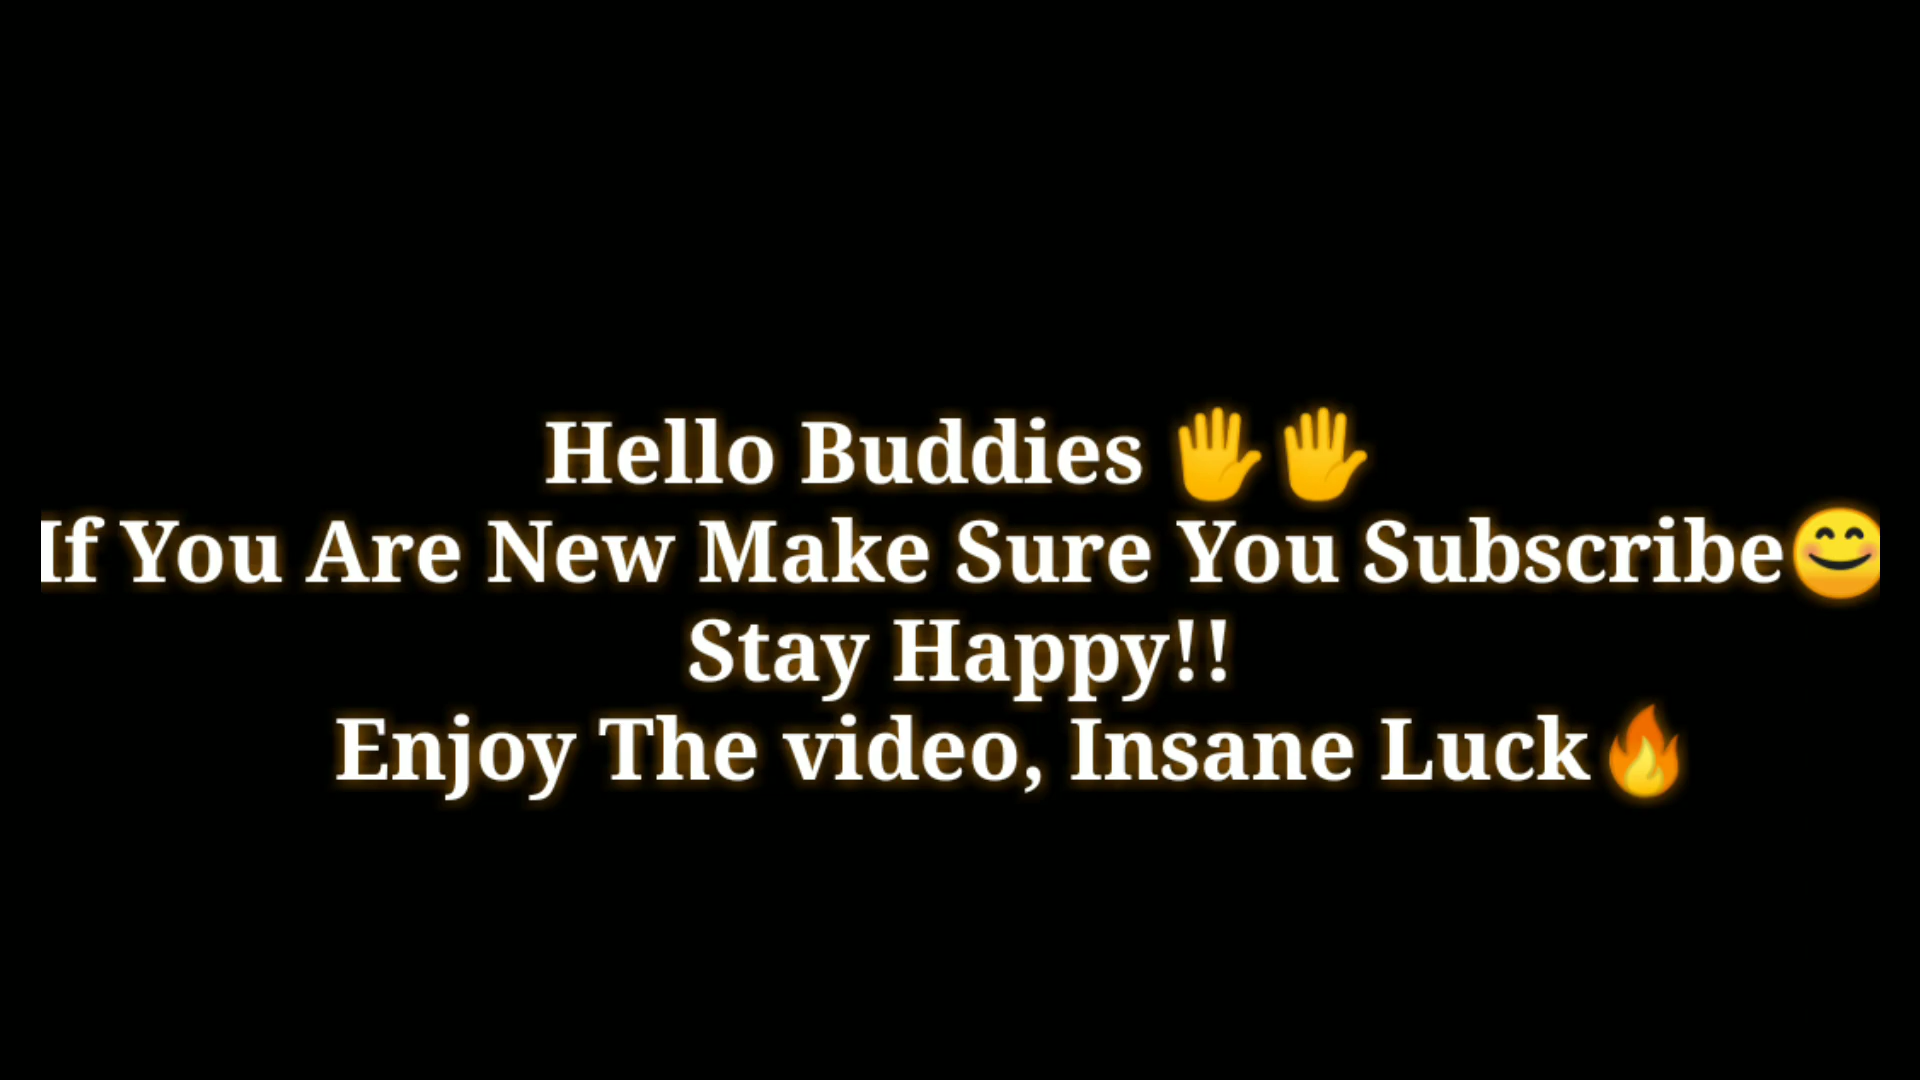 Hello Buddies 🖐🖐
If You Are New Make Sure You Subscribe😊
Stay Happy!!
Enjoy The video, Insane Luck🔥